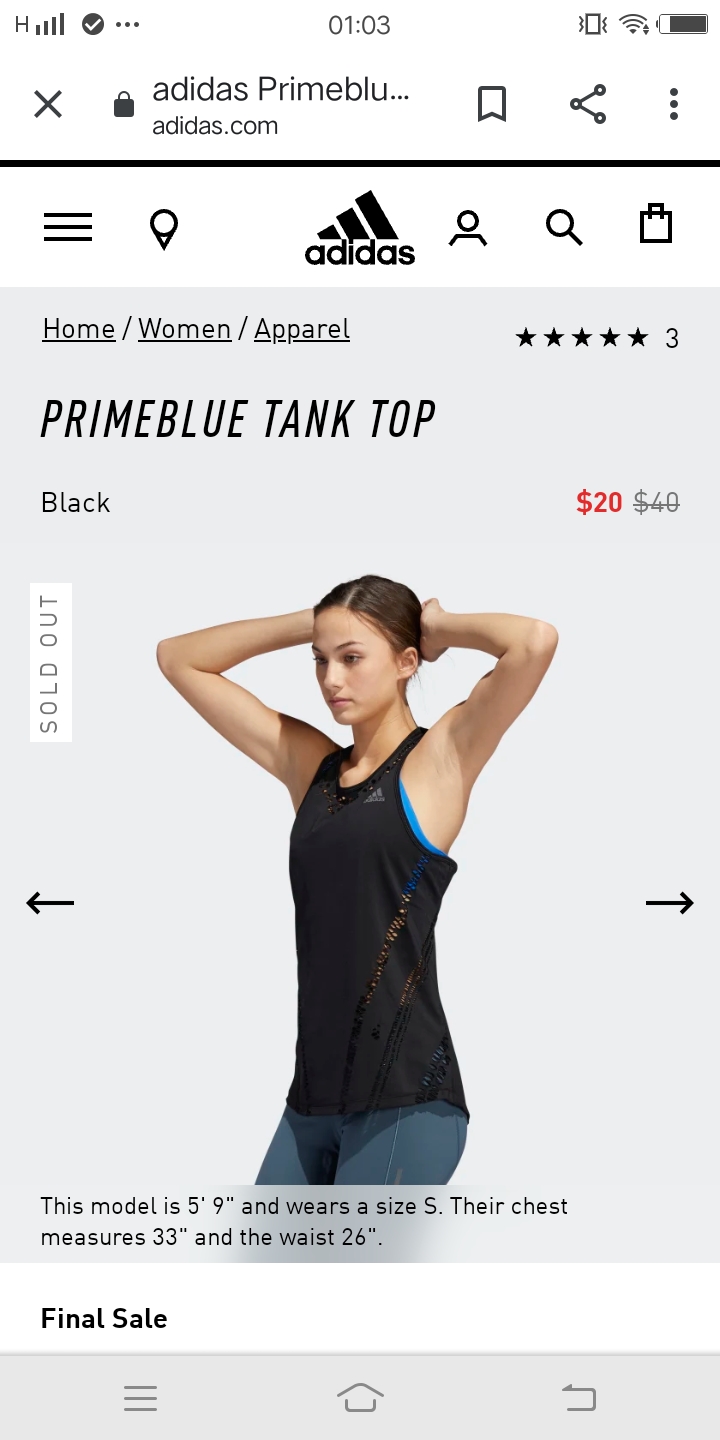 H 01:03
adidas Primeblu...
adidas.com
adidas
Home / Women / Apparel
★★★★★ 3
PRIMEBLUE TANK TOP
Black
$20 $40
SOLD OUT
This model is 5' 9" and wears a size S. Their chest
measures 33" and the waist 26".
Final Sale